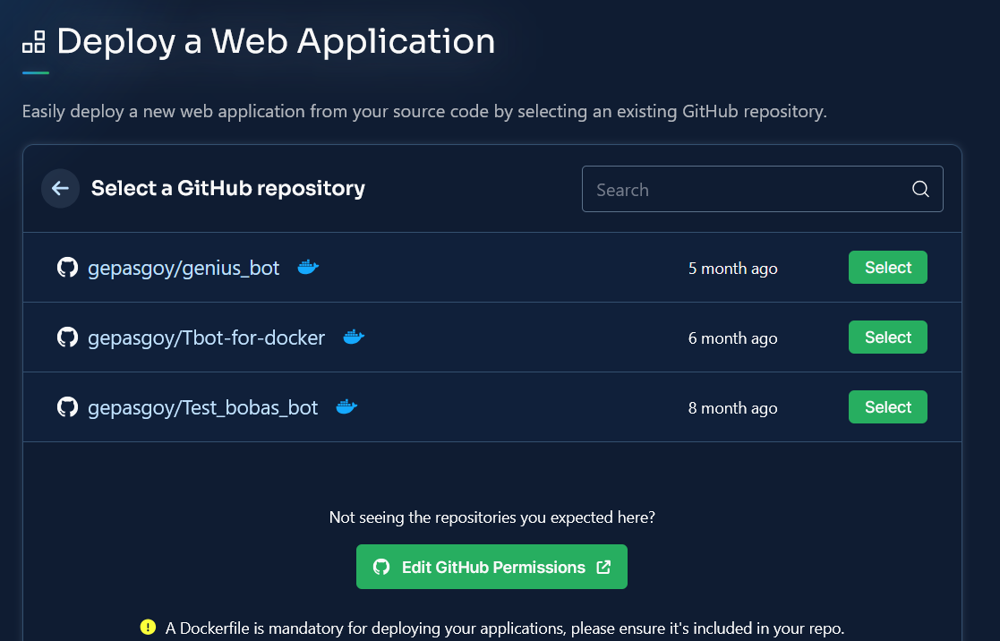 Deploy a Web Application
Easily deploy a new web application from your source code by selecting an existing GitHub repository.
Select a GitHub repository
Search
gepasgoy/genius_bot 5 month ago Select
gepasgoy/Tbot-for-docker 6 month ago Select
gepasgoy/Test_bobas_bot 8 month ago Select
Not seeing the repositories you expected here?
Edit GitHub Permissions
A Dockerfile is mandatory for deploying your applications, please ensure it's included in your repo.